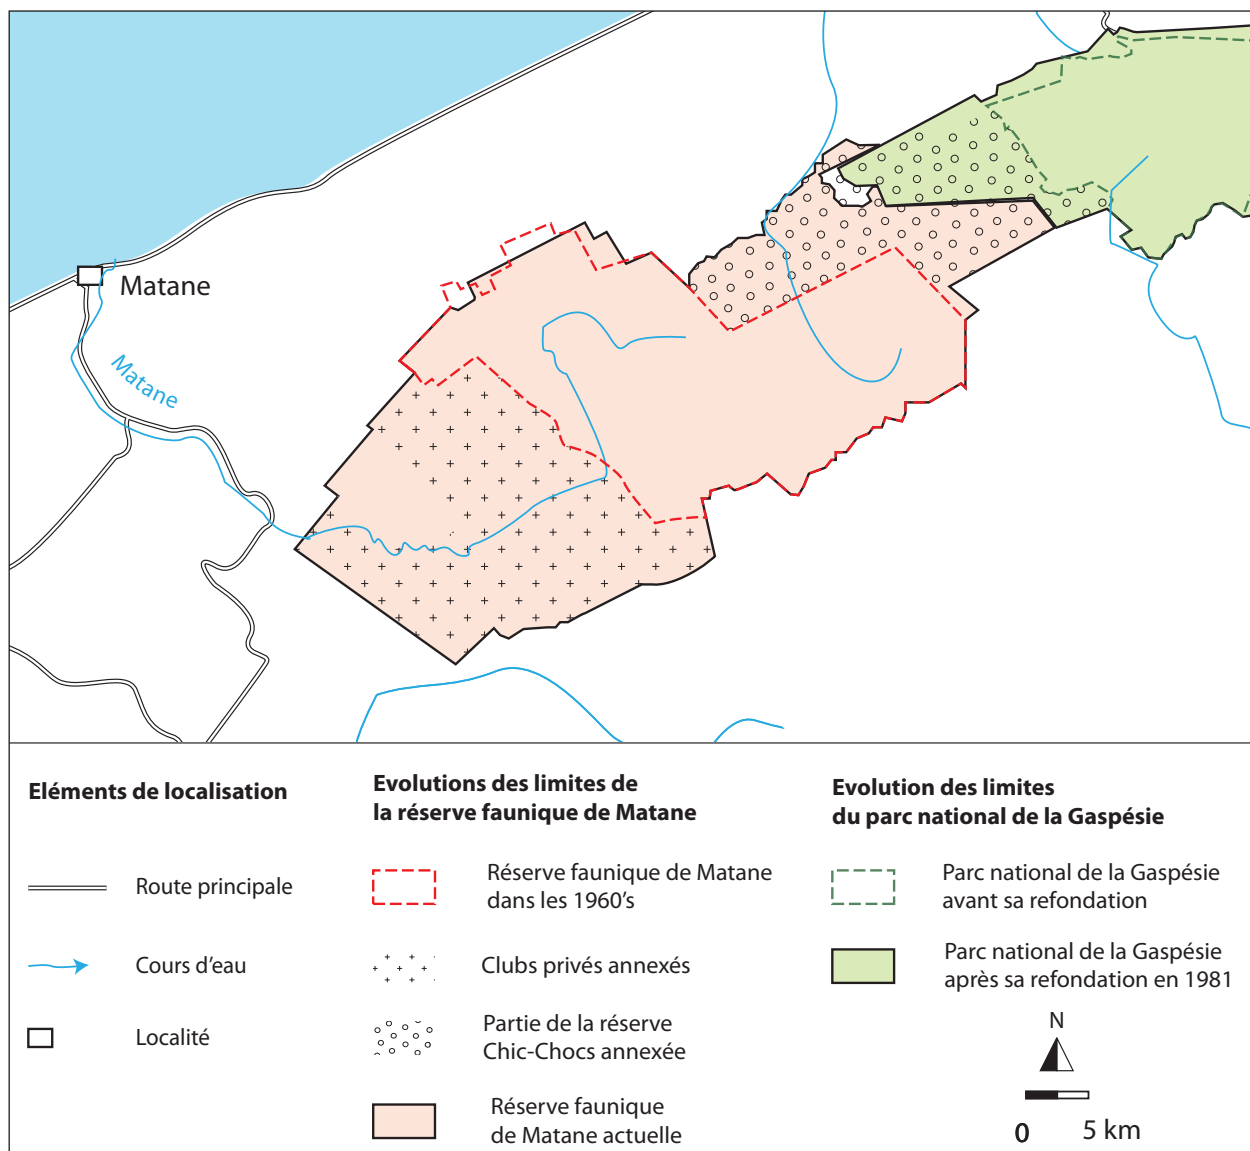 Matane
Matane
Eléments de localisation
Route principale
Cours d'eau
Localité
Evolutions des limites de
la réserve faunique de Matane
Réserve faunique de Matane
dans les 1960's
Clubs privés annexés
Partie de la réserve
Chic-Chocs annexée
Réserve faunique
de Matane actuelle
Evolution des limites
du parc national de la Gaspésie
Parc national de la Gaspésie
avant sa refondation
Parc national de la Gaspésie
après sa refondation en 1981
N
0 5 km